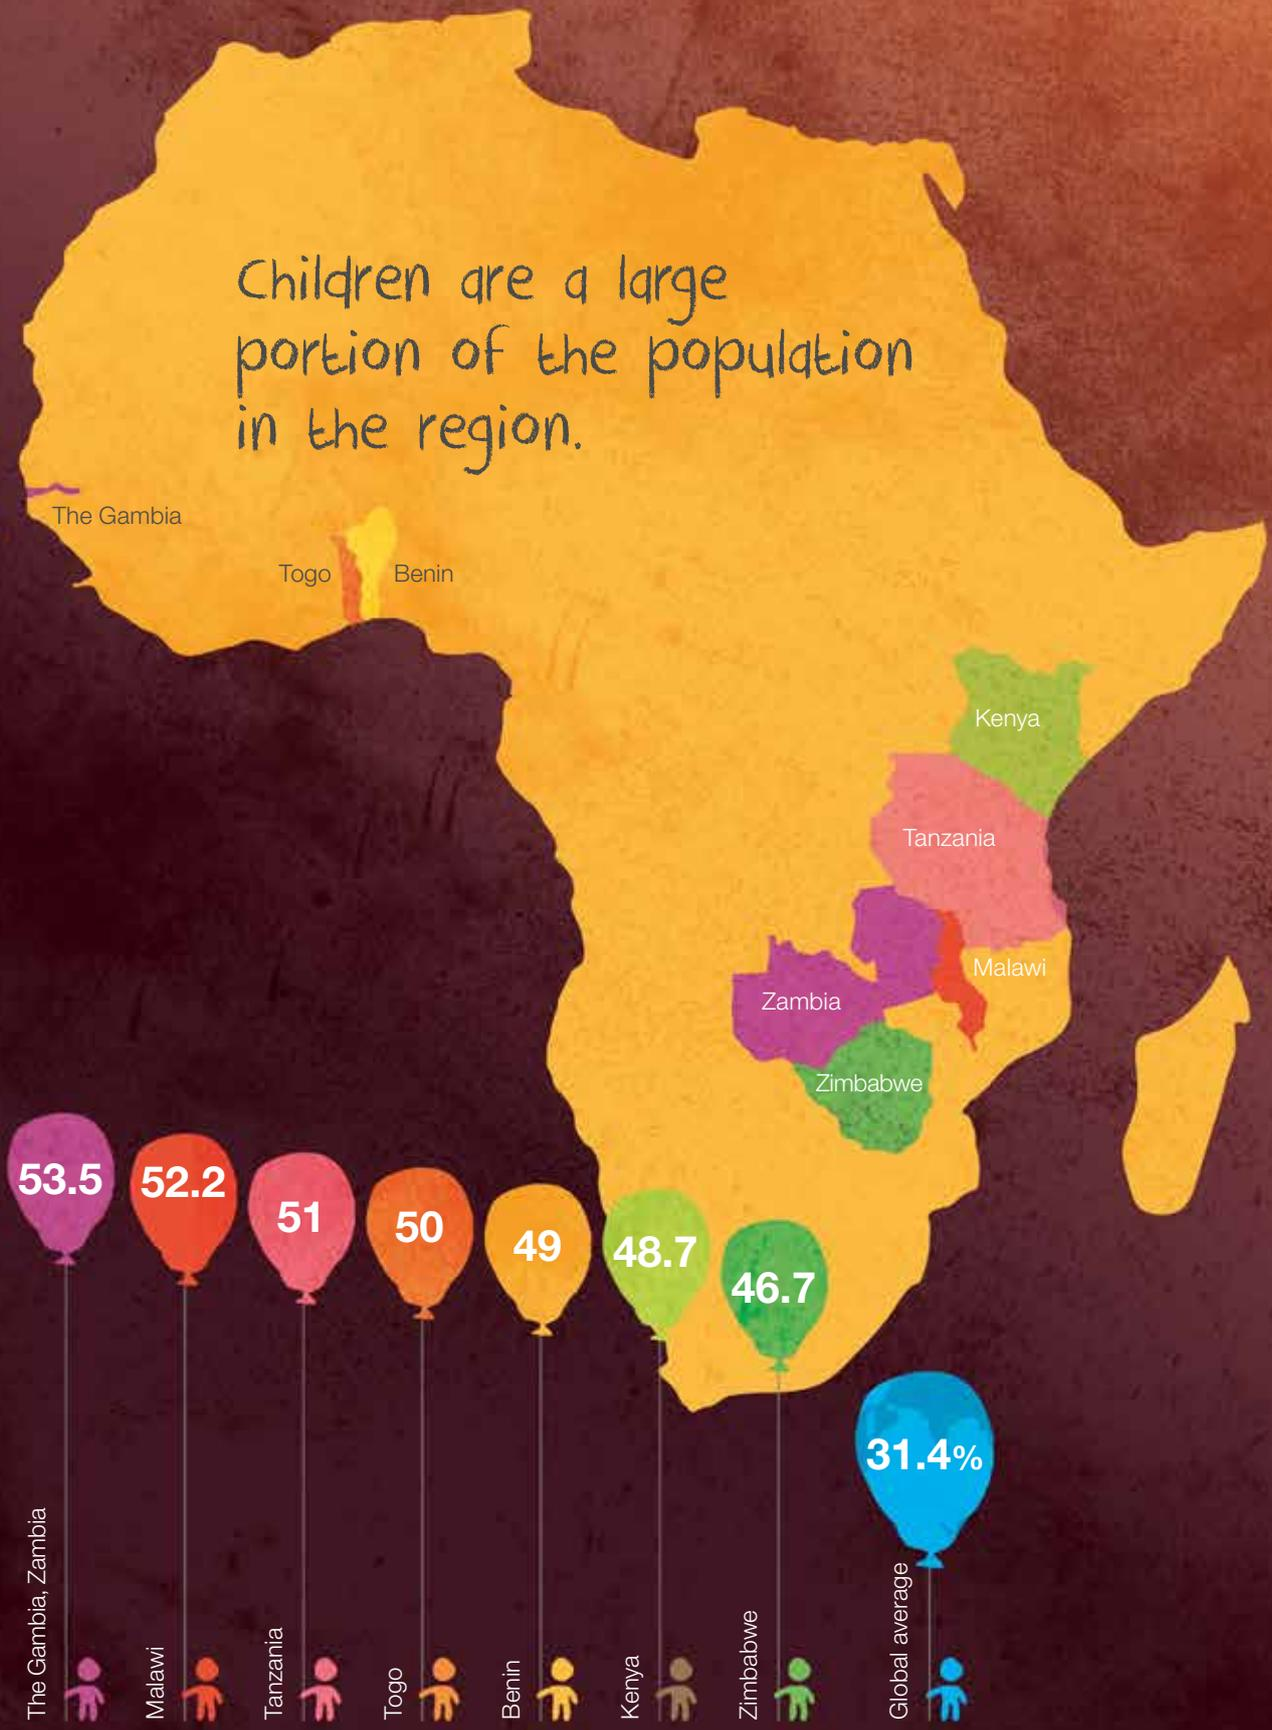 Children are a large
portion of the population
in the region.
The Gambia
Togo
Benin
Kenya
Tanzania
Malawi
Zambia
Zimbabwe
53.5
52.2
51
50
49
48.7
46.7
31.4%
The Gambia, Zambia
Malawi
Tanzania
Togo
Benin
Kenya
Zimbabwe
Global average